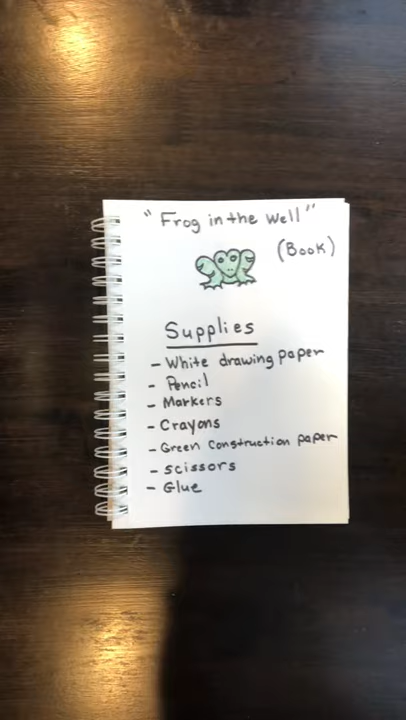 "Frog in the Well"
(Book)
Supplies
- White drawing paper
- Pencil
- Markers
- Crayons
- Green construction paper
- scissors
- Glue